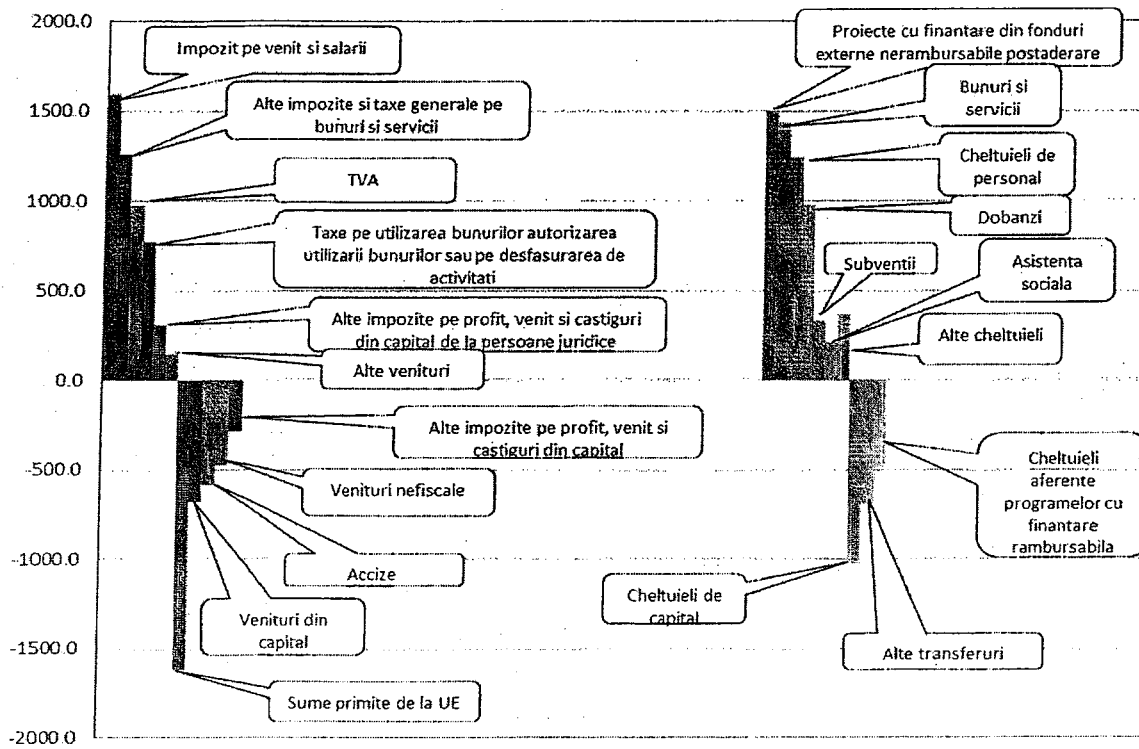 2000.0
1500.0
1000.0
500.0
0.0
-500.0
-1000.0
-1500.0
-2000.0
Impozit pe venit si salarii
Alte impozite si taxe generale pe
bunuri si servicii
TVA
Taxe pe utilizarea bunurilor autorizarea
utilizarii bunurilor sau pe desfasurarea de
activitati
Alte impozite pe profit, venit si castiguri
din capital de la persoane juridice
Alte venituri
Alte impozite pe profit, venit si
castiguri din capital
Venituri nefiscale
Accize
Venituri din
capital
Sume primite de la UE
Proiecte cu finantare din fonduri
externe nerambursabile postaderare
Bunuri si
servicii
Cheltuieli de
personal
Dobanzi
Subventii
Asistenta
sociala
Alte cheltuieli
Cheltuieli
aferente
programelor cu
finantare
rambursabila
Cheltuieli de
capital
Alte transferuri